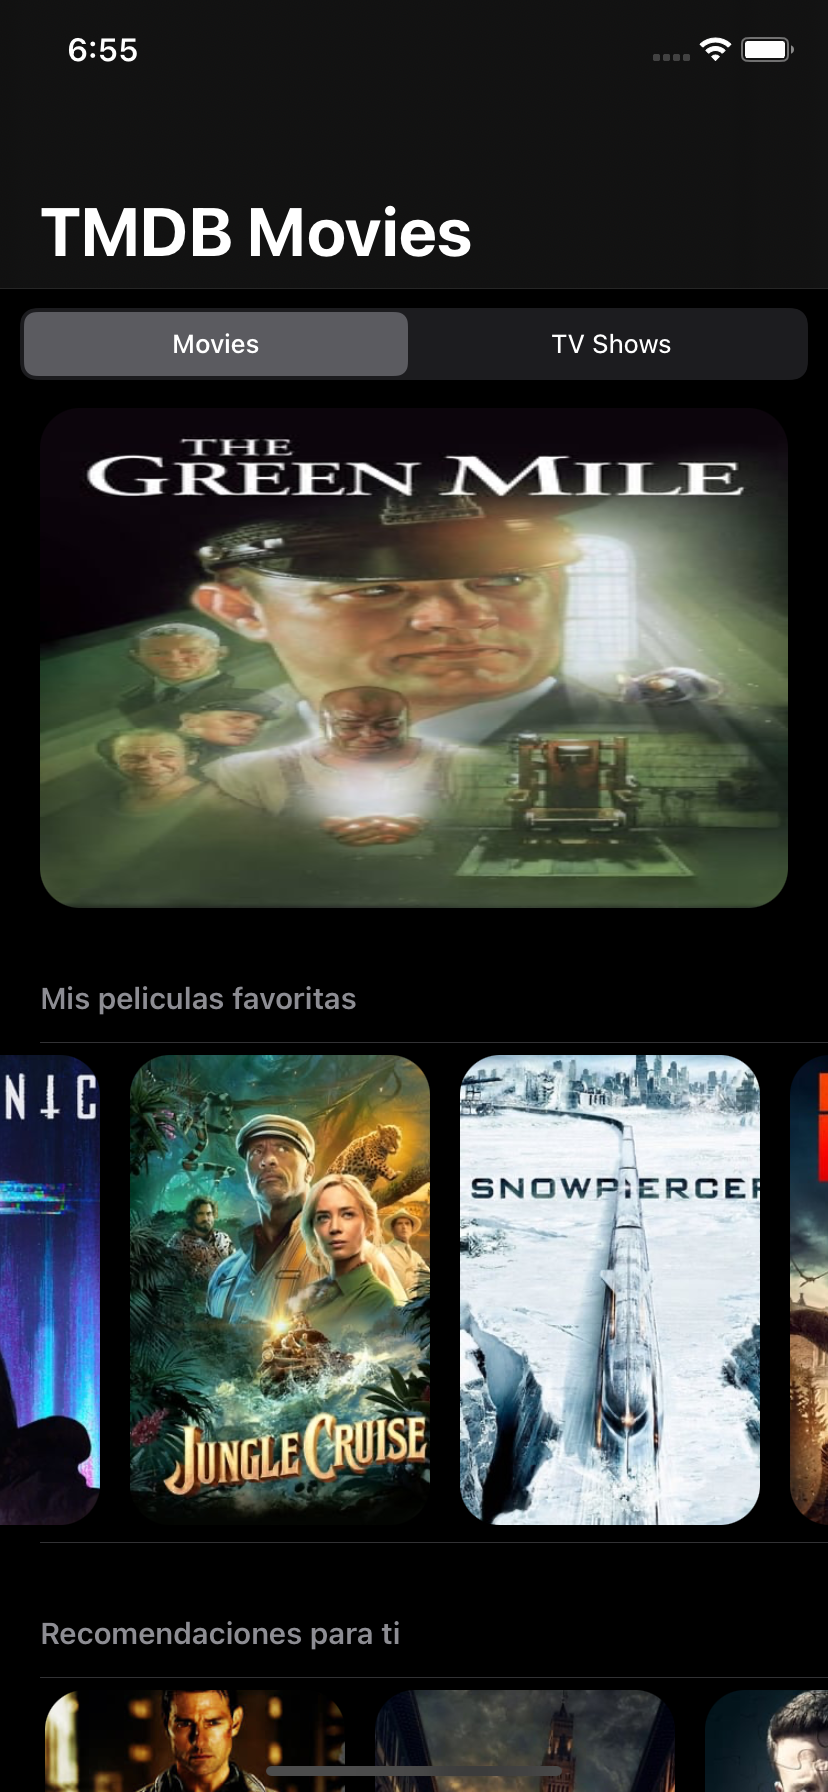 6:55
TMDB Movies
Movies
TV Shows
THE
GREEN MILE
Mis peliculas favoritas
NIC
JUNGLE CRUISE
SNOWPIERCER
Recomendaciones para ti